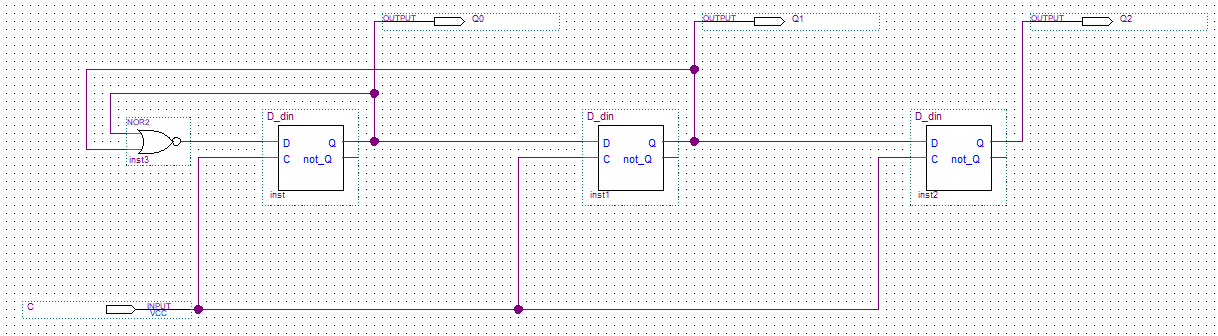 OUTPUT Q0
OUTPUT Q1
OUTPUT Q2
NOR2
inst3
D_din
D Q
C not_Q
inst
D_din
D Q
C not_Q
inst1
D_din
D Q
C not_Q
inst2
C INPUT
VCC